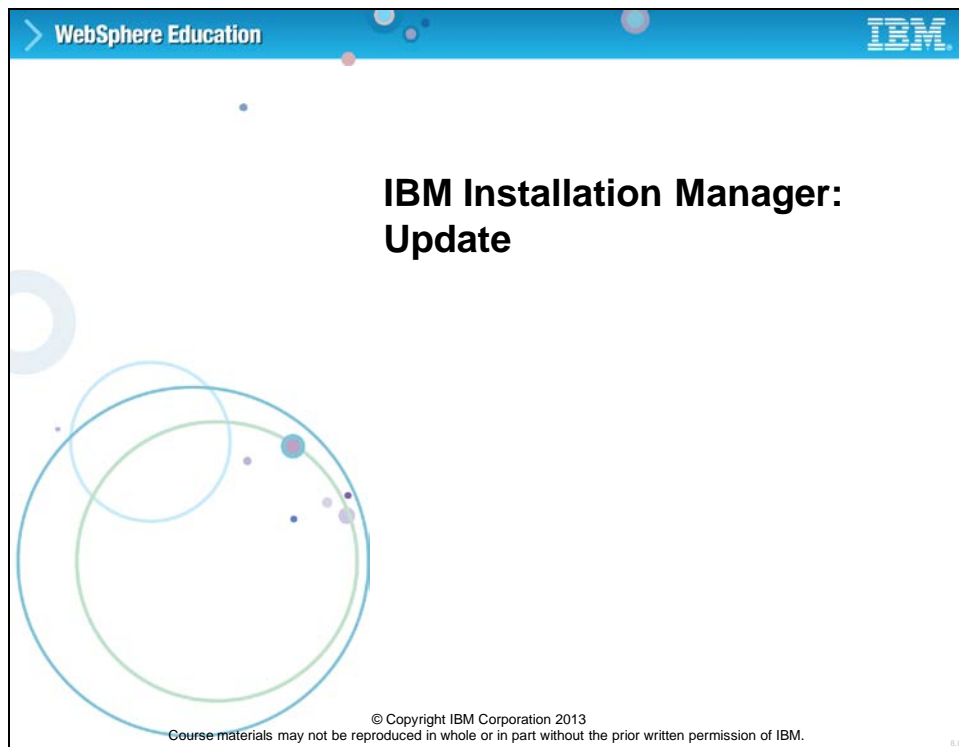 WebSphere Education
IBM
IBM Installation Manager:
Update
© Copyright IBM Corporation 2013
Course materials may not be reproduced in whole or in part without the prior written permission of IBM.